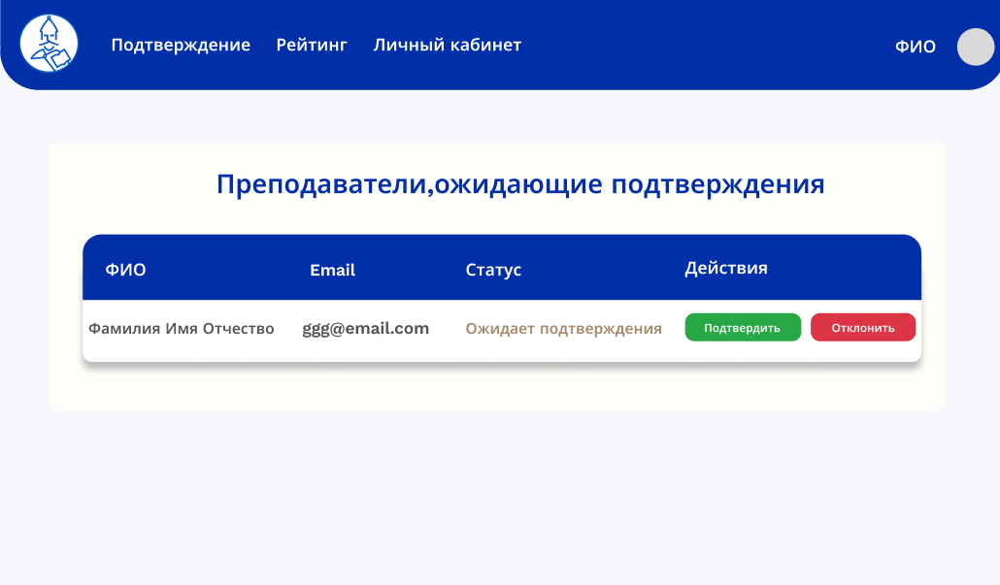 Подтверждение Рейтинг Личный кабинет ФИО
Преподаватели,ожидающие подтверждения
ФИО Email Статус Действия
Фамилия Имя Отчество ggg@email.com Ожидает подтверждения Подтвердить Отклонить